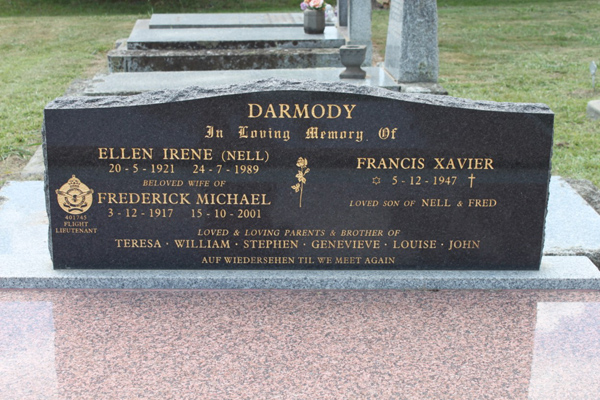 DARMODY
In Loving Memory Of
ELLEN IRENE (NELL)
20 - 5 - 1921 24 - 7 - 1989
BELOVED WIFE OF
FREDERICK MICHAEL
3 - 12 - 1917 15 - 10 - 2001
401745
FLIGHT
LIEUTENANT
FRANCIS XAVIER
✡ 5 - 12 - 1947 †
LOVED SON OF NELL & FRED
LOVED & LOVING PARENTS & BROTHER OF
TERESA · WILLIAM · STEPHEN · GENEVIEVE · LOUISE · JOHN
AUF WIEDERSEHEN TIL WE MEET AGAIN